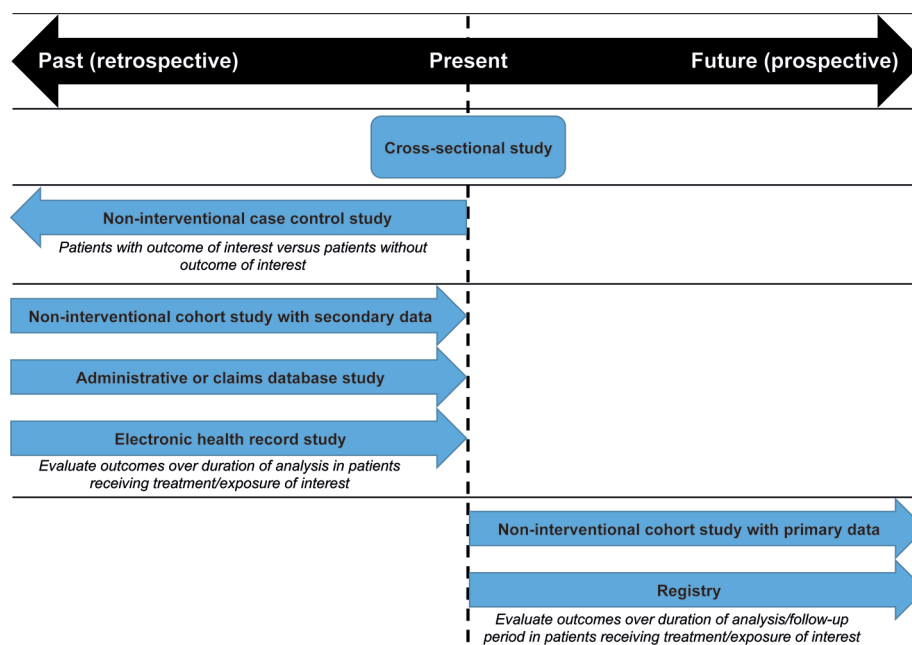 Past (retrospective) Present Future (prospective)
Cross-sectional study
Non-interventional case control study
Patients with outcome of interest versus patients without
outcome of interest
Non-interventional cohort study with secondary data
Administrative or claims database study
Electronic health record study
Evaluate outcomes over duration of analysis in patients
receiving treatment/exposure of interest
Non-interventional cohort study with primary data
Registry
Evaluate outcomes over duration of analysis/follow-up
period in patients receiving treatment/exposure of interest